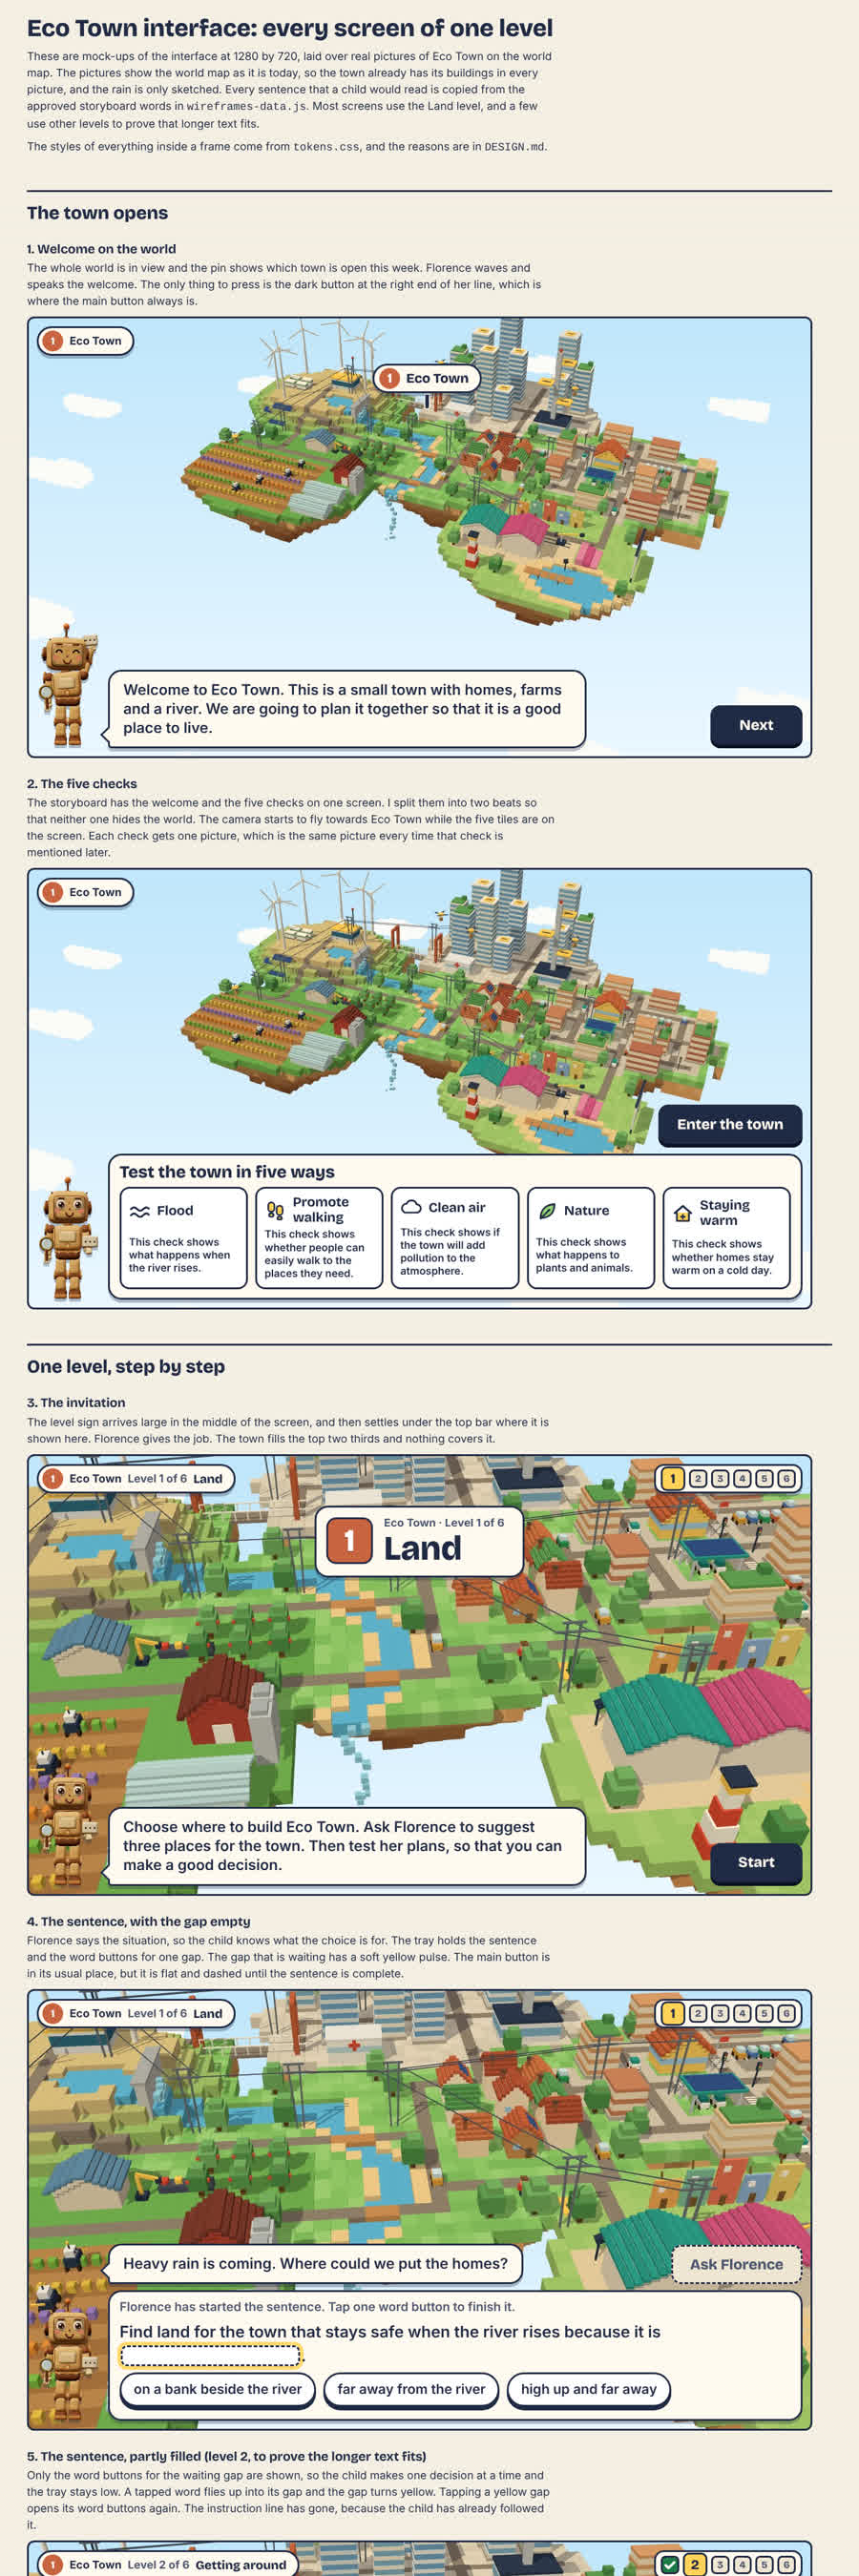 Eco Town interface: every screen of one level
These are mock-ups of the interface at 1280 by 720, laid over real pictures of Eco Town on the world
map. The pictures show the world map as it is today, so the town already has its buildings in every
picture, and the rain is only sketched. Every sentence that a child would read is copied from the
approved storyboard words in wireframes-data.js. Most screens use the Land level, and a few
use other levels to prove that longer text fits.
The styles of everything inside a frame come from tokens.css, and the reasons are in DESIGN.md.
The town opens
1. Welcome on the world
The whole world is in view and the pin shows which town is open this week. Florence waves and
speaks the welcome. The only thing to press is the dark button at the right end of her line, which is
where the main button always is.
1 Eco Town
1 Eco Town
Welcome to Eco Town. This is a small town with homes, farms
and a river. We are going to plan it together so that it is a good
place to live.
Next
2. The five checks
The storyboard has the welcome and the five checks on one screen. I split them into two beats so
that neither one hides the world. The camera starts to fly towards Eco Town while the five tiles are on
the screen. Each check gets one picture, which is the same picture every time that check is
mentioned later.
1 Eco Town
Enter the town
Test the town in five ways
Flood
This check shows
what happens when
the river rises.
Promote
walking
This check shows
whether people can
easily walk to the
places they need.
Clean air
This check shows if
the town will add
pollution to the
atmosphere.
Nature
This check shows
what happens to
plants and animals.
Staying
warm
This check shows
whether homes stay
warm on a cold day.
One level, step by step
3. The invitation
The level sign arrives large in the middle of the screen, and then settles under the top bar where it is
shown here. Florence gives the job. The town fills the top two thirds and nothing covers it.
1 Eco Town Level 1 of 6 Land
1 2 3 4 5 6
1
Eco Town · Level 1 of 6
Land
Choose where to build Eco Town. Ask Florence to suggest
three places for the town. Then test her plans, so that you can
make a good decision.
Start
4. The sentence, with the gap empty
Florence says the situation, so the child knows what the choice is for. The tray holds the sentence
and the word buttons for one gap. The gap that is waiting has a soft yellow pulse. The main button is
in its usual place, but it is flat and dashed until the sentence is complete.
1 Eco Town Level 1 of 6 Land
1 2 3 4 5 6
Heavy rain is coming. Where could we put the homes?
Ask Florence
Florence has started the sentence. Tap one word button to finish it.
Find land for the town that stays safe when the river rises because it is
.
on a bank beside the river
far away from the river
high up and far away
5. The sentence, partly filled (level 2, to prove the longer text fits)
Only the word buttons for the waiting gap are shown, so the child makes one decision at a time and
the tray stays low. A tapped word flies up into its gap and the gap turns yellow. Tapping a yellow gap
opens its word buttons again. The instruction line has gone, because the child has already followed
it.
1 Eco Town Level 2 of 6 Getting around
2 3 4 5 6